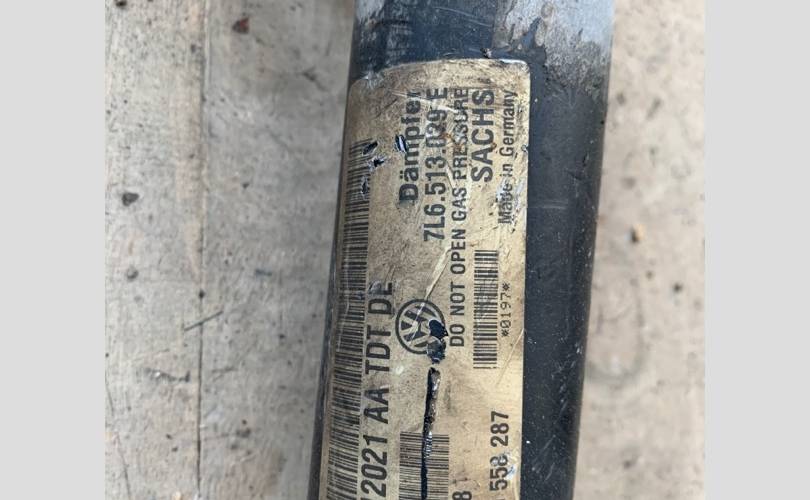 Dämpfer
7L6.513.029 E
DO NOT OPEN GAS PRESSURE
SACHS
Made in Germany
*0197*
2021 AA TDT DE
8
558 287